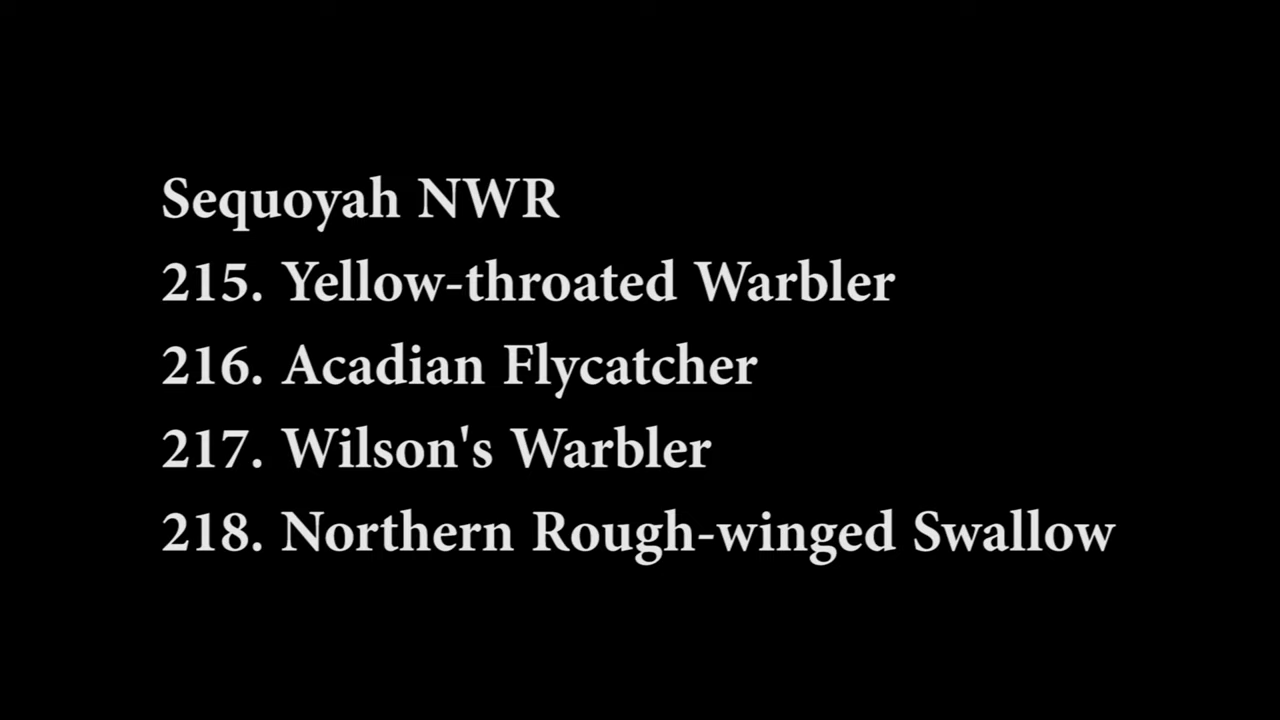 Sequoyah NWR
215. Yellow-throated Warbler
216. Acadian Flycatcher
217. Wilson's Warbler
218. Northern Rough-winged Swallow